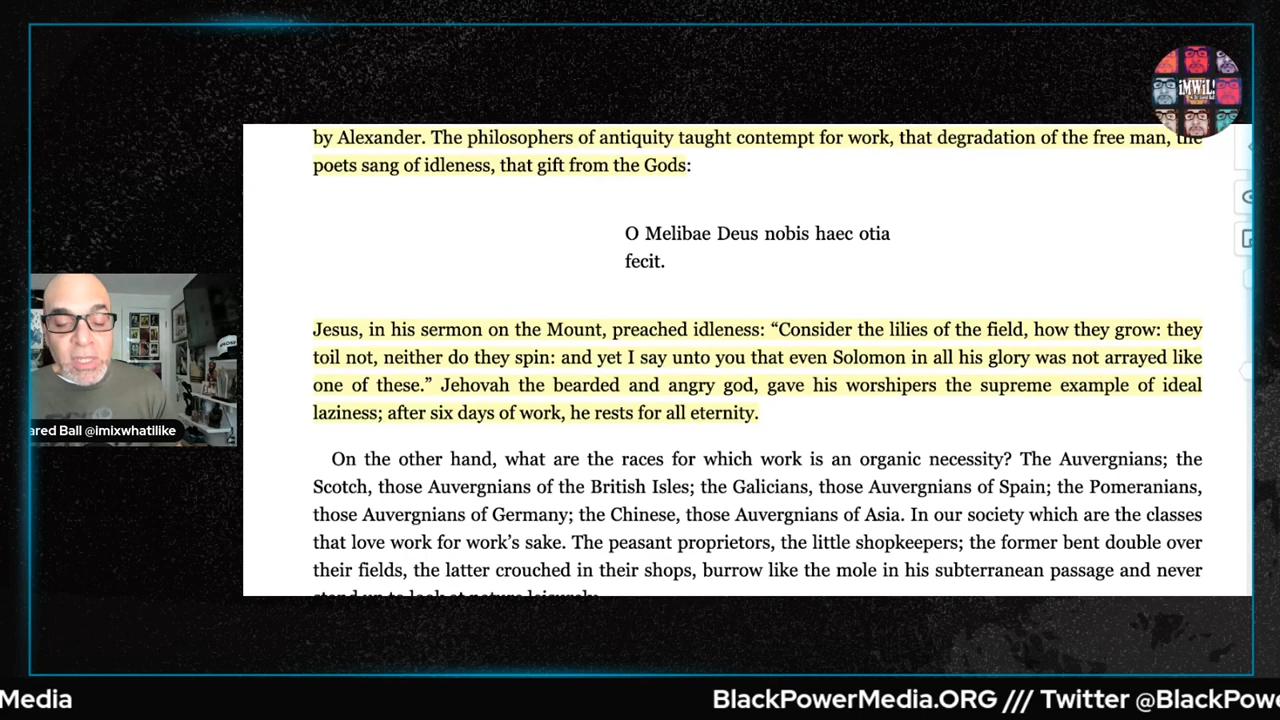 iMWiL!
by Alexander. The philosophers of antiquity taught contempt for work, that degradation of the free man, the
poets sang of idleness, that gift from the Gods:
O Melibae Deus nobis haec otia
fecit.
Jesus, in his sermon on the Mount, preached idleness: “Consider the lilies of the field, how they grow: they
toil not, neither do they spin: and yet I say unto you that even Solomon in all his glory was not arrayed like
one of these.” Jehovah the bearded and angry god, gave his worshipers the supreme example of ideal
laziness; after six days of work, he rests for all eternity.
ared Ball @imixwhatilike
On the other hand, what are the races for which work is an organic necessity? The Auvergnians; the
Scotch, those Auvergnians of the British Isles; the Galicians, those Auvergnians of Spain; the Pomeranians,
those Auvergnians of Germany; the Chinese, those Auvergnians of Asia. In our society which are the classes
that love work for work’s sake. The peasant proprietors, the little shopkeepers; the former bent double over
their fields, the latter crouched in their shops, burrow like the mole in his subterranean passage and never
stand up to look at nature leisurely.
Media
BlackPowerMedia.ORG /// Twitter @BlackPowe